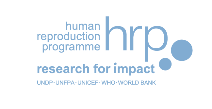 human
reproduction
programme
hrp
research for impact
UNDP·UNFPA·UNICEF·WHO·WORLD BANK